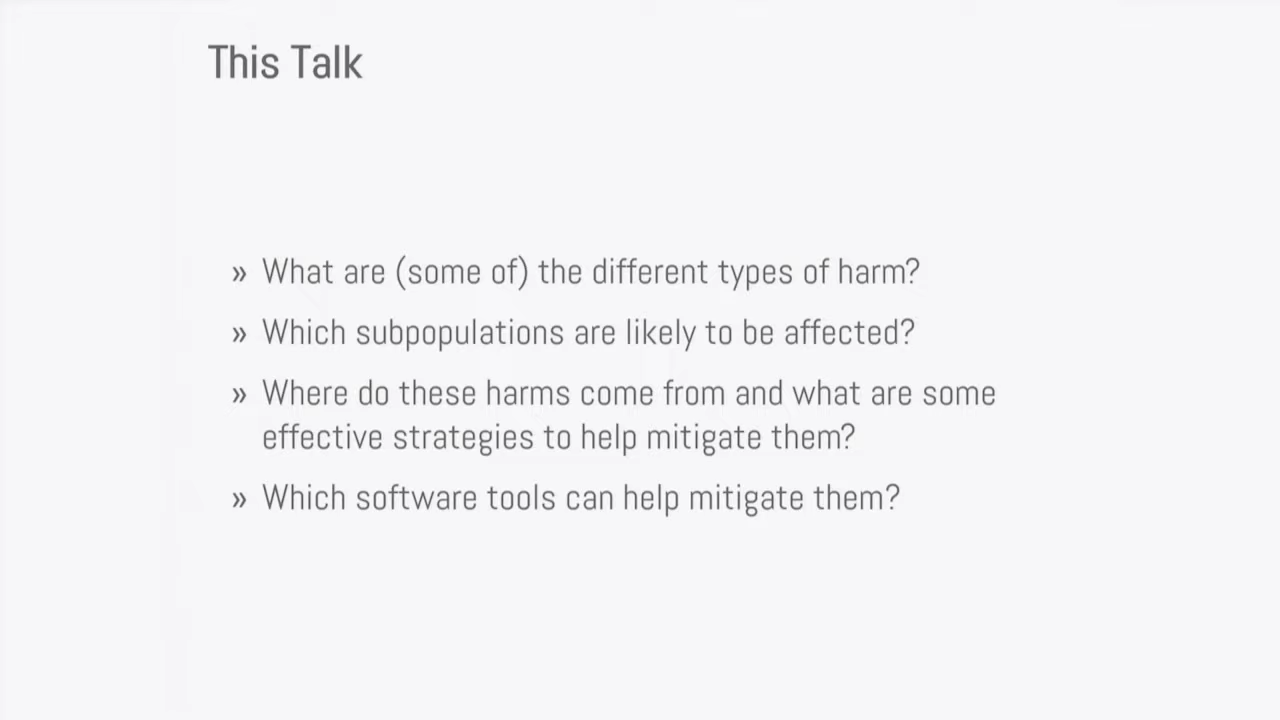 This Talk
» What are (some of) the different types of harm?
» Which subpopulations are likely to be affected?
» Where do these harms come from and what are some
effective strategies to help mitigate them?
» Which software tools can help mitigate them?